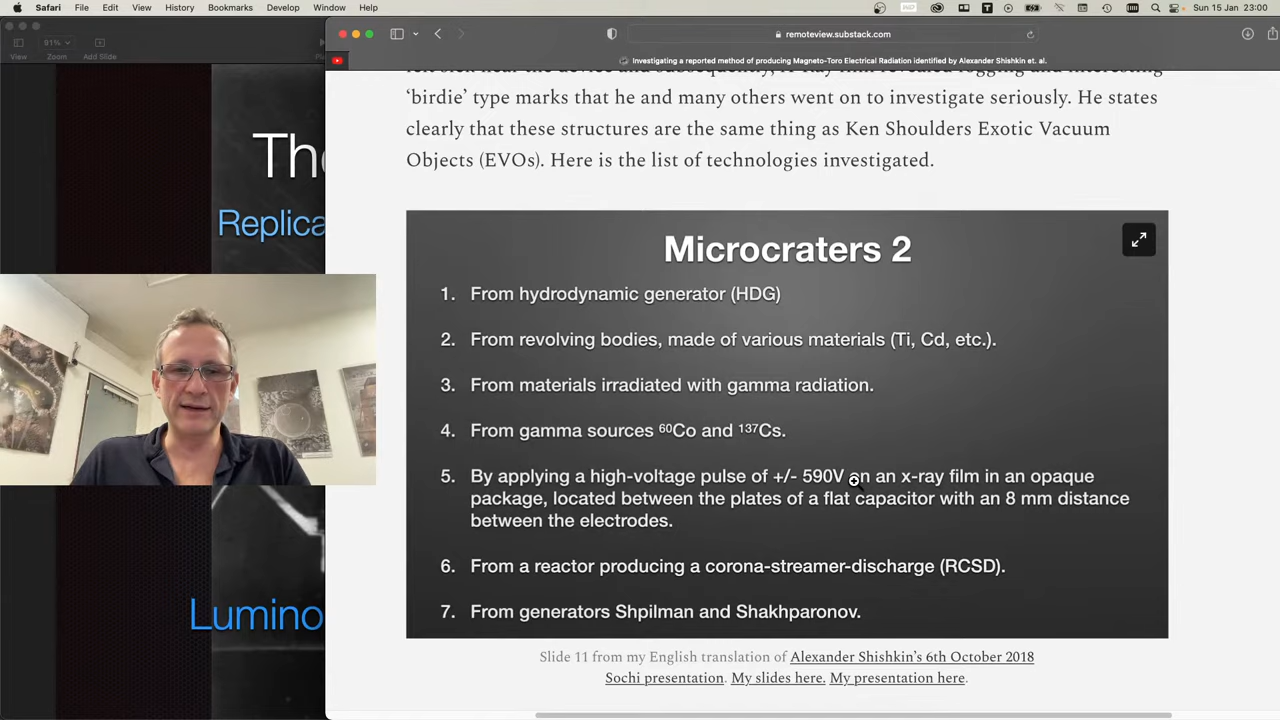 Safari File Edit View History Bookmarks Develop Window Help Sun 15 Jan 23:00
91%
View Zoom Add Slide
remoteview.substack.com
Investigating a reported method of producing Magneto-Toro Electrical Radiation identified by Alexander Shishkin et. al.
'birdie' type marks that he and many others went on to investigate seriously. He states
clearly that these structures are the same thing as Ken Shoulders Exotic Vacuum
Objects (EVOs). Here is the list of technologies investigated.
Microcraters 2
1. From hydrodynamic generator (HDG)
2. From revolving bodies, made of various materials (Ti, Cd, etc.).
3. From materials irradiated with gamma radiation.
4. From gamma sources ⁶⁰Co and ¹³⁷Cs.
5. By applying a high-voltage pulse of +/- 590V on an x-ray film in an opaque
package, located between the plates of a flat capacitor with an 8 mm distance
between the electrodes.
6. From a reactor producing a corona-streamer-discharge (RCSD).
7. From generators Shpilman and Shakhparonov.
Slide 11 from my English translation of Alexander Shishkin's 6th October 2018
Sochi presentation. My slides here. My presentation here.
Replica
Lumino